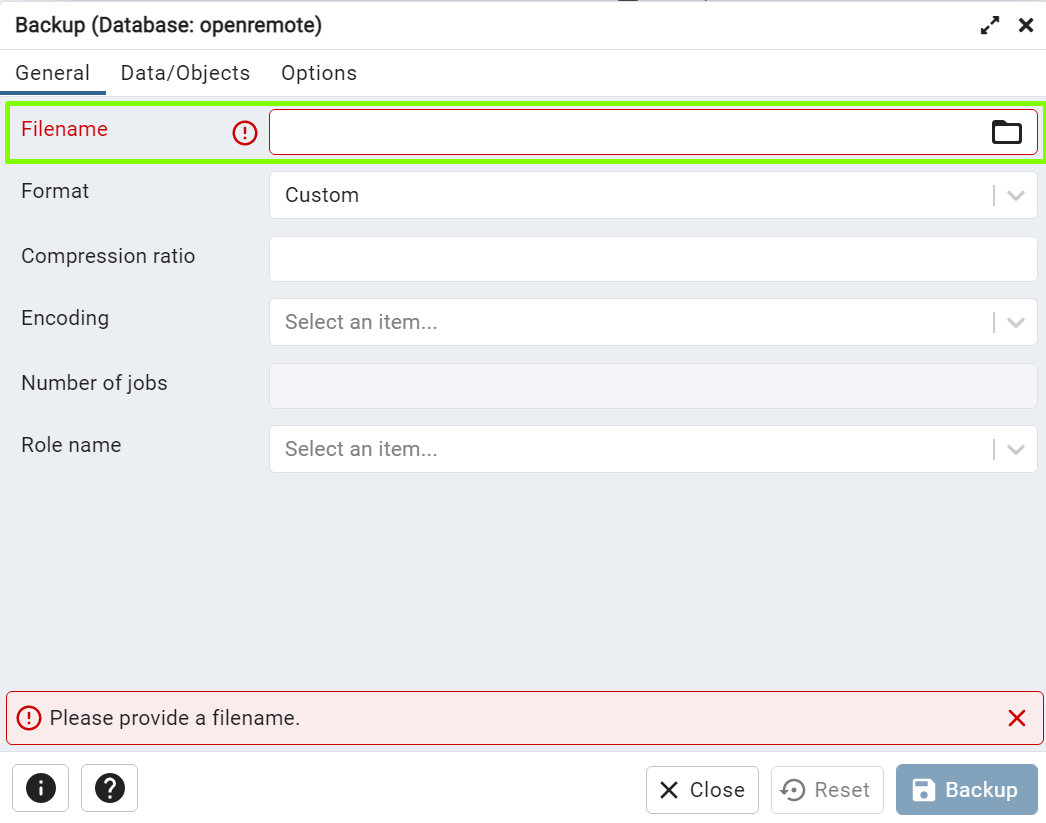 Backup (Database: openremote)
General Data/Objects Options
Filename
Format Custom
Compression ratio
Encoding Select an item...
Number of jobs
Role name Select an item...
Please provide a filename.
Close Reset Backup